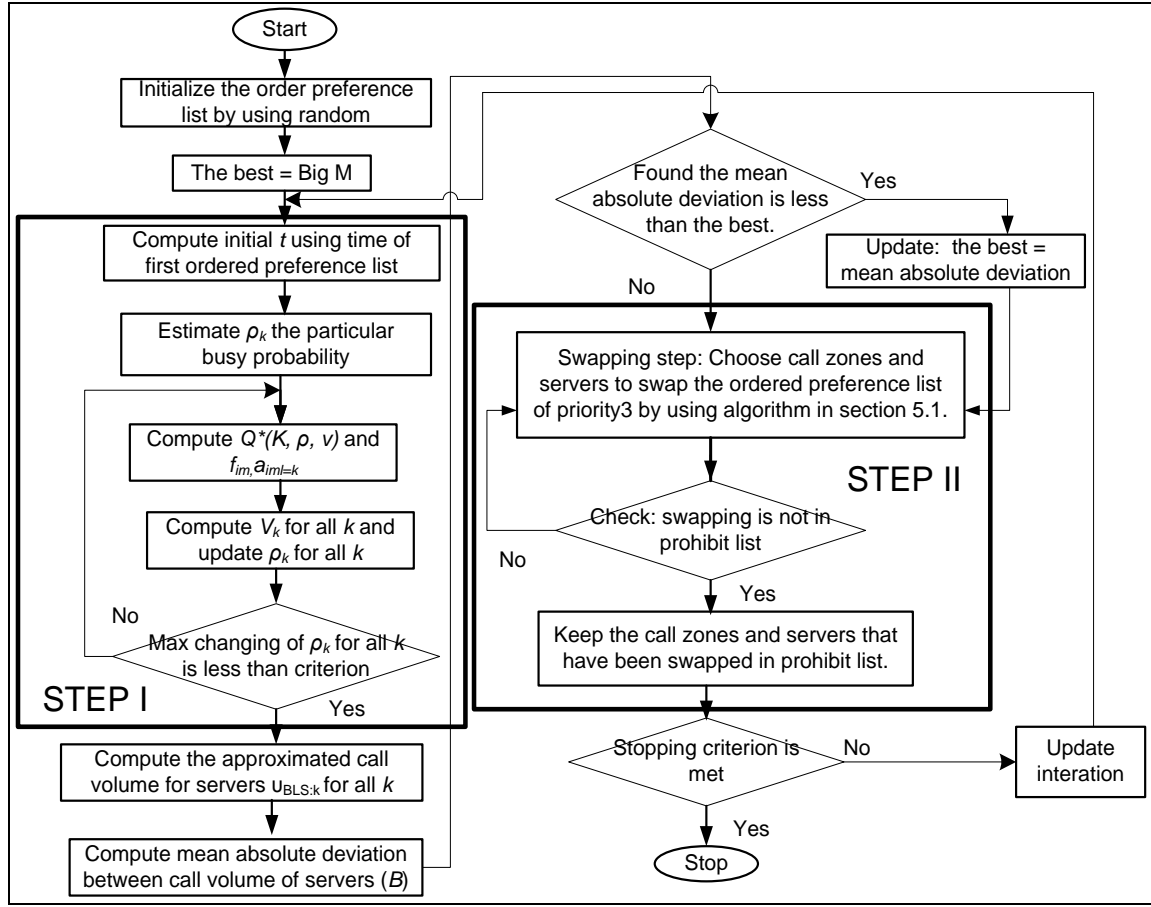 Start
Initialize the order preference
list by using random
The best = Big M
Compute initial t using time of
first ordered preference list
Estimate ρk the particular
busy probability
Compute Q*(K, ρ, v) and
fim,aiml=k
Compute Vk for all k and
update ρk for all k
No
Max changing of ρk for all k
is less than criterion
STEP I
Yes
Compute the approximated call
volume for servers υBLS:k for all k
Compute mean absolute deviation
between call volume of servers (B)
Found the mean
absolute deviation is less
than the best.
Yes
Update: the best =
mean absolute deviation
No
Swapping step: Choose call zones and
servers to swap the ordered preference list
of priority3 by using algorithm in section 5.1.
STEP II
Check: swapping is not in
prohibit list
No
Yes
Keep the call zones and servers that
have been swapped in prohibit list.
Stopping criterion is
met
No
Update
interation
Yes
Stop